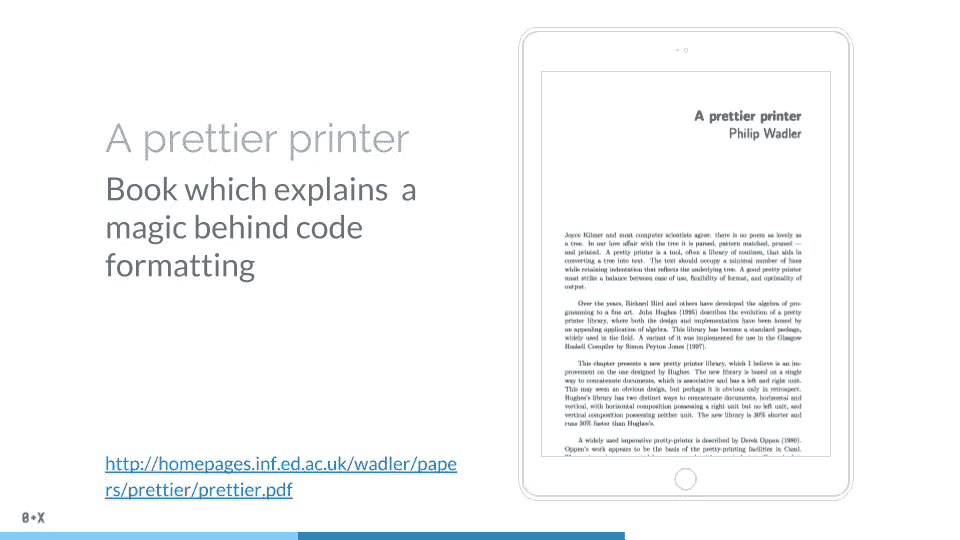 A prettier printer
Book which explains  a
magic behind code
formatting
http://homepages.inf.ed.ac.uk/wadler/pape
rs/prettier/prettier.pdf
A prettier printer
Philip Wadler
Joyce Kilmer and most computer scientists agree: there is no poem as lovely as
a tree. In our love affair with the tree it is parsed, pattern matched, pruned —
and printed. A pretty printer is a tool, often a library of routines, that aids in
converting a tree into text. The text should occupy a minimal number of lines
while retaining indentation that reflects the underlying tree. A good pretty printer
must strike a balance between ease of use, flexibility of format, and optimality of
output.
Over the years, Richard Bird and others have developed the algebra of pro-
gramming to a fine art. John Hughes (1995) describes the evolution of a pretty
printer library, where both the design and implementation have been honed by
an appealing application of algebra. This library has become a standard package,
widely used in the field. A variant of it was implemented for use in the Glasgow
Haskell Compiler by Simon Peyton Jones (1997).
This chapter presents a new pretty printer library, which I believe is an im-
provement on the one designed by Hughes. The new library is based on a single
way to concatenate documents, which is associative and has a left and right unit.
This may seem an obvious design, but perhaps it is obvious only in retrospect.
Hughes's library has two distinct ways to concatenate documents, horizontal and
vertical, with horizontal composition possessing a right unit but no left unit, and
vertical composition possessing neither unit. The new library is 30% shorter and
runs 30% faster than Hughes's.
A widely used imperative pretty-printer is described by Derek Oppen (1980).
Oppen's work appears to be the basis of the pretty-printing facilities in Caml.
0+X